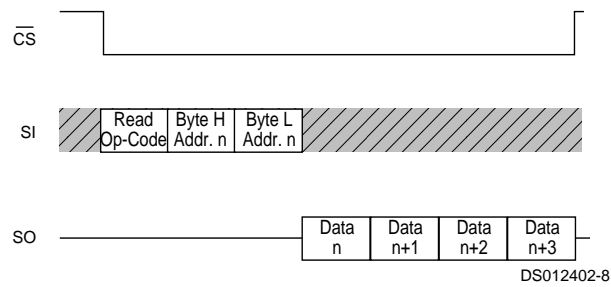 CS
SI
Read Op-Code
Byte H Addr. n
Byte L Addr. n
SO
Data n
Data n+1
Data n+2
Data n+3
DS012402-8